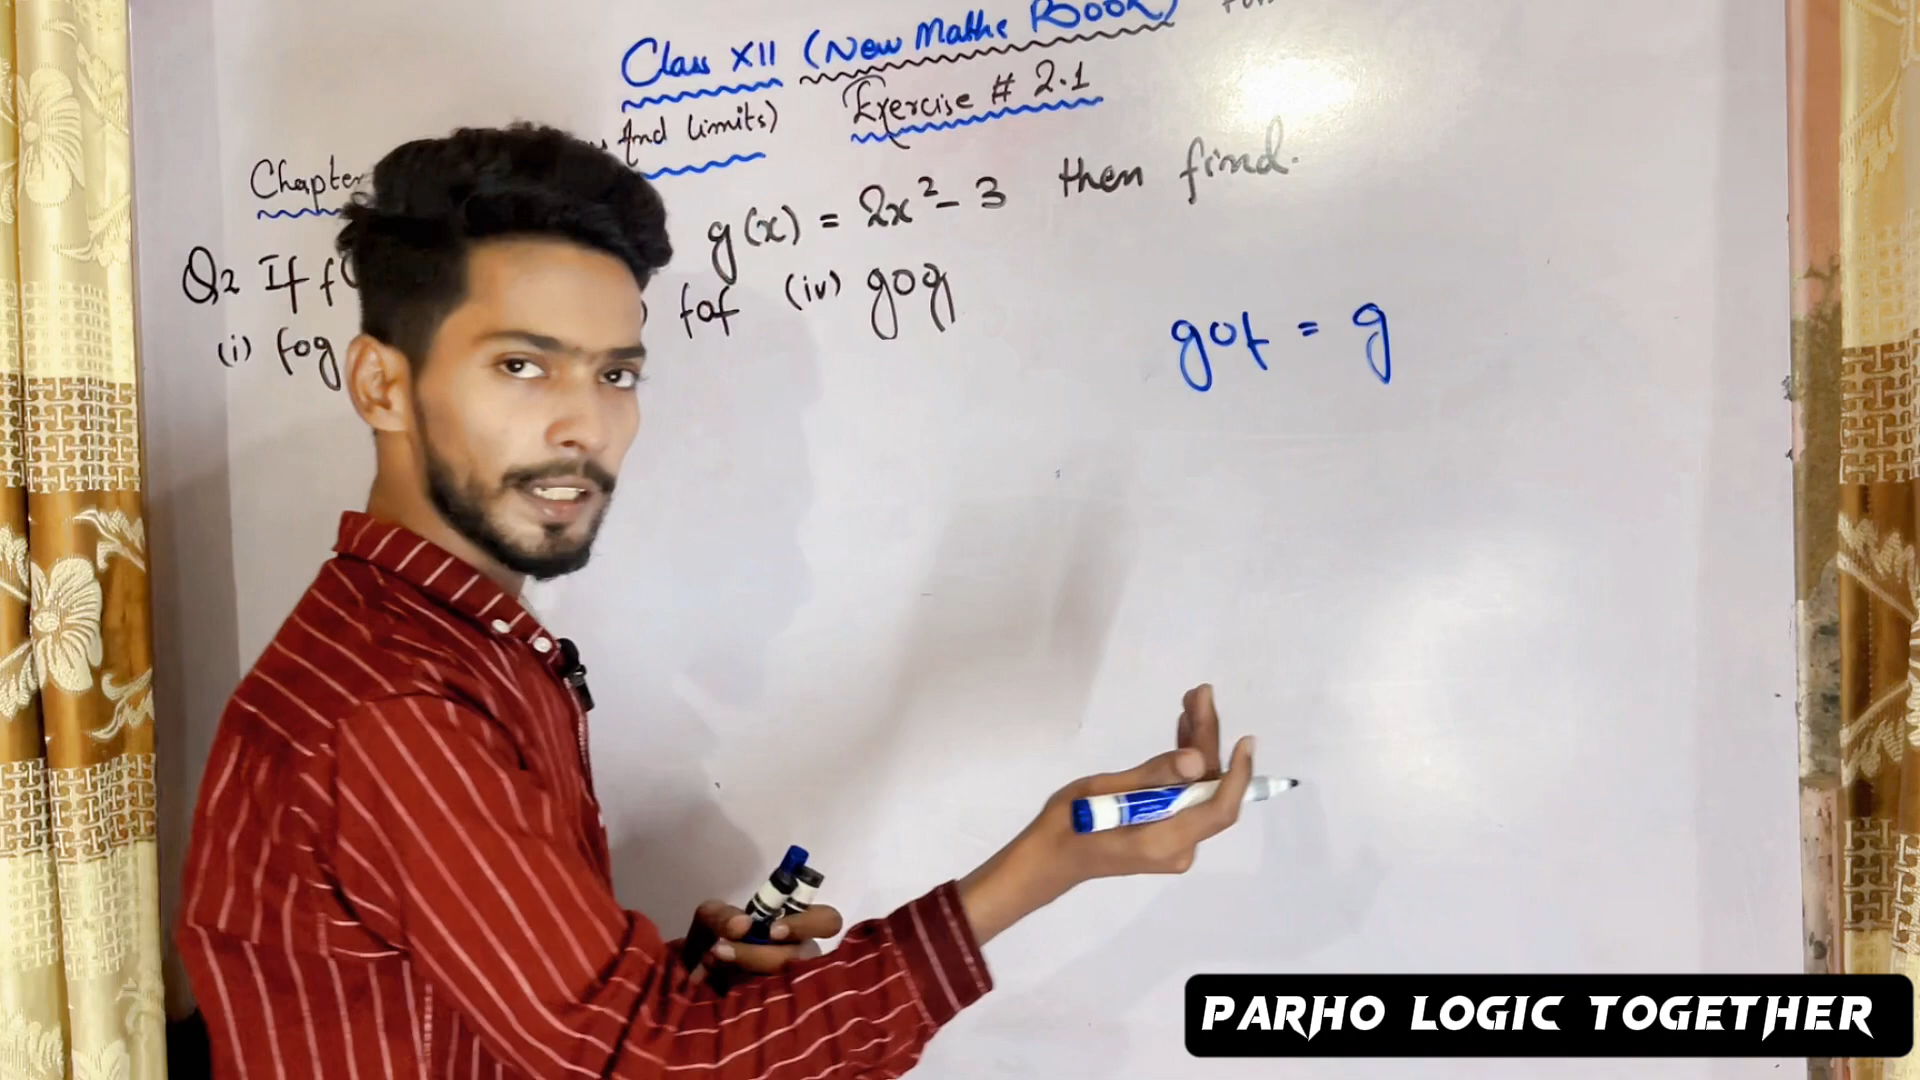 Class XII (New Maths Book)
Chapter And Limits) Exercise # 2.1
Q2 If f( g(x) = 2x² - 3 then find.
(i) fog ) fof (iv) gog
gof = g
PARHO LOGIC TOGETHER